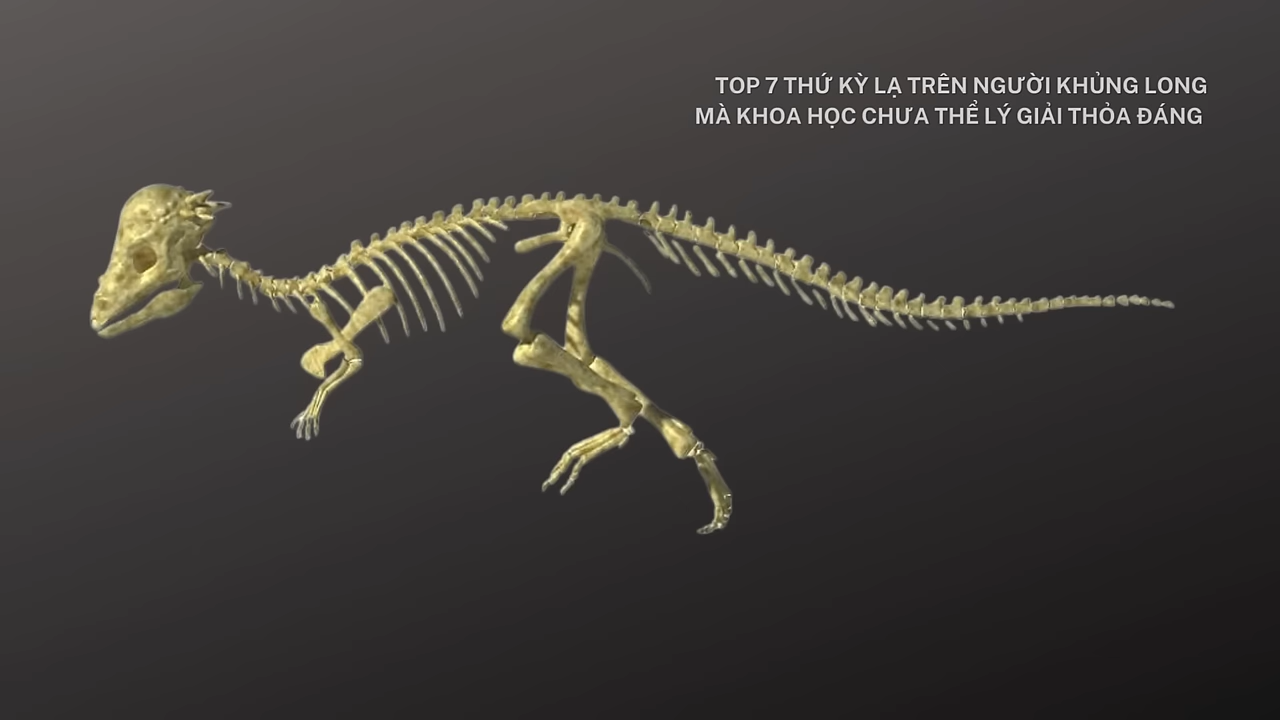 TOP 7 THỨ KỲ LẠ TRÊN NGƯỜI KHỦNG LONG
MÀ KHOA HỌC CHƯA THỂ LÝ GIẢI THỎA ĐÁNG